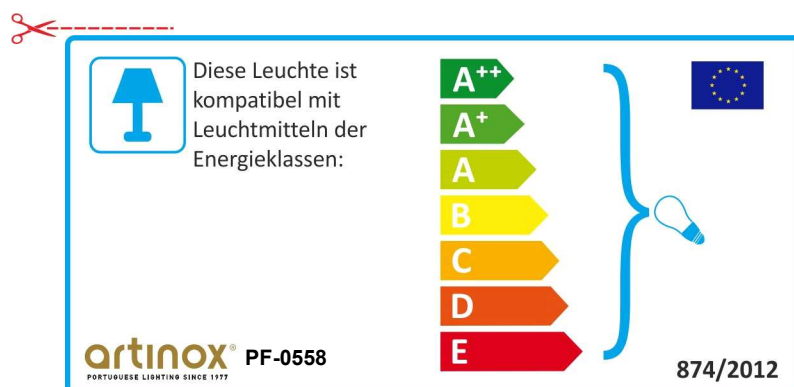 Diese Leuchte ist
kompatibel mit
Leuchtmitteln der
Energieklassen:
A++
A+
A
B
C
D
E
artinox® PF-0558
PORTUGUESE LIGHTING SINCE 1977
874/2012